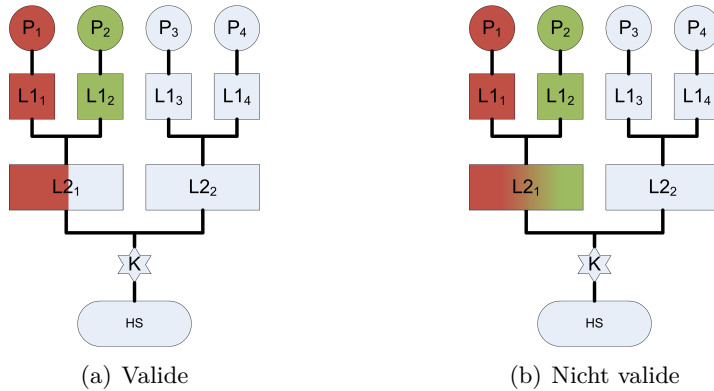 P₁ P₂ P₃ P₄ P₁ P₂ P₃ P₄
L1₁ L1₂ L1₃ L1₄ L1₁ L1₂ L1₃ L1₄
L2₁ L2₂ L2₁ L2₂
K K
HS HS
(a) Valide (b) Nicht valide